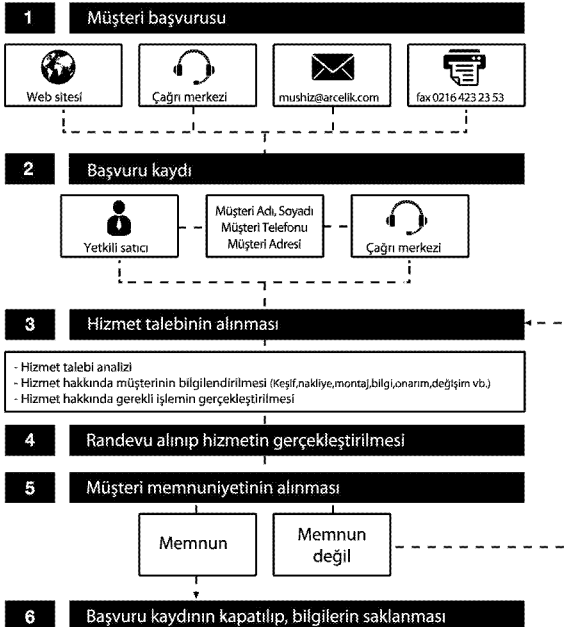 1 Müşteri başvurusu
Web sitesi
Çağrı merkezi
mushiz@arcelik.com
fax 0216 423 23 53
2 Başvuru kaydı
Yetkili satıcı
Müşteri Adı, Soyadı
Müşteri Telefonu
Müşteri Adresi
Çağrı merkezi
3 Hizmet talebinin alınması
- Hizmet talebi analizi
- Hizmet hakkında müşterinin bilgilendirilmesi (Keşif,nakliye,montaj,bilgi,onarım,değişim vb.)
- Hizmet hakkında gerekli işlemin gerçekleştirilmesi
4 Randevu alınıp hizmetin gerçekleştirilmesi
5 Müşteri memnuniyetinin alınması
Memnun
Memnun
değil
6 Başvuru kaydının kapatılıp, bilgilerin saklanması